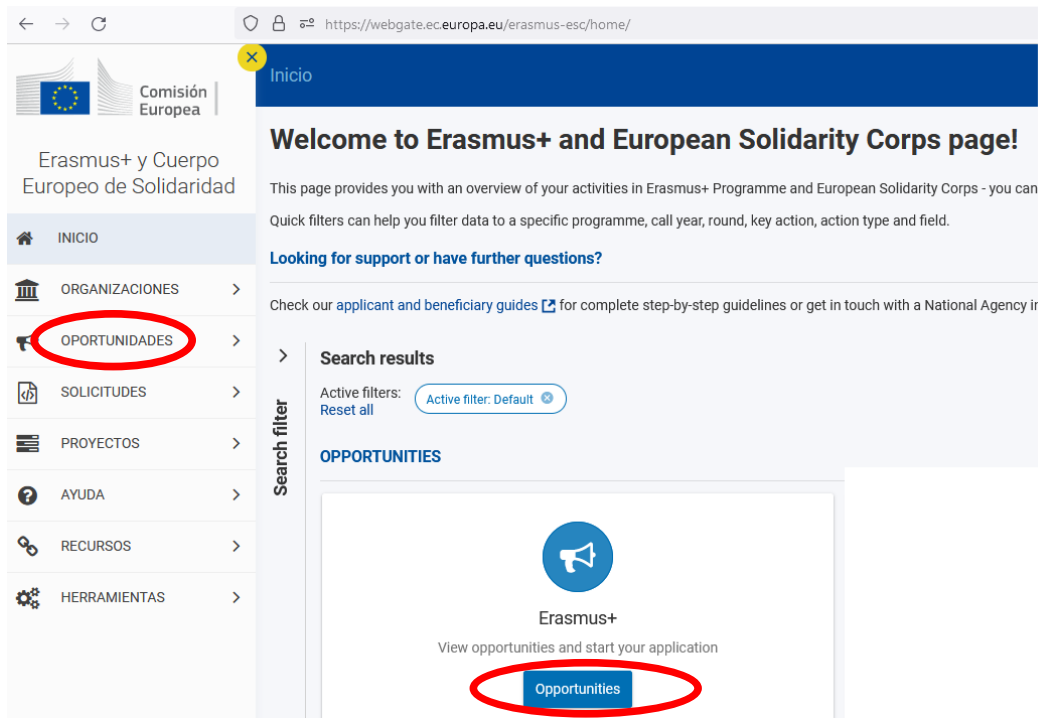 https://webgate.ec.europa.eu/erasmus-esc/home/
Comisión
Europea
Erasmus+ y Cuerpo
Europeo de Solidaridad
INICIO
ORGANIZACIONES
OPORTUNIDADES
SOLICITUDES
PROYECTOS
AYUDA
RECURSOS
HERRAMIENTAS
Inicio
Welcome to Erasmus+ and European Solidarity Corps page!
This page provides you with an overview of your activities in Erasmus+ Programme and European Solidarity Corps - you can
Quick filters can help you filter data to a specific programme, call year, round, key action, action type and field.
Looking for support or have further questions?
Check our applicant and beneficiary guides for complete step-by-step guidelines or get in touch with a National Agency in
Search filter
Search results
Active filters:
Reset all
Active filter: Default
OPPORTUNITIES
Erasmus+
View opportunities and start your application
Opportunities